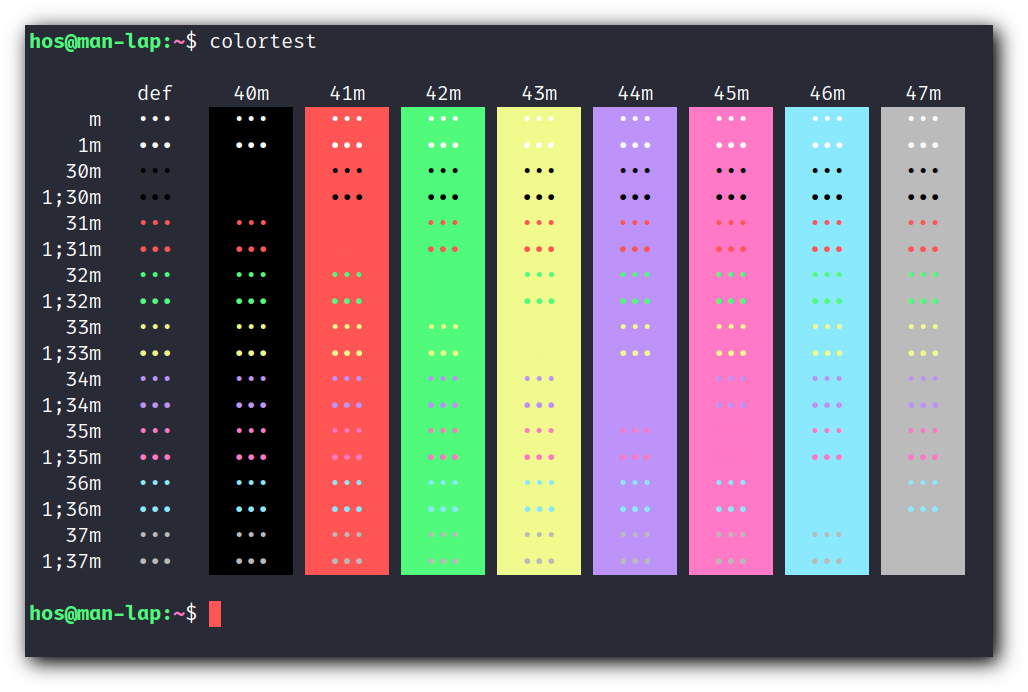 hos@man-lap:~$ colortest
def 40m 41m 42m 43m 44m 45m 46m 47m
m ••• ••• ••• ••• ••• ••• ••• ••• •••
1m ••• ••• ••• ••• ••• ••• ••• ••• •••
30m ••• ••• ••• ••• ••• ••• ••• •••
1;30m ••• ••• ••• ••• ••• ••• ••• •••
31m ••• ••• ••• ••• ••• ••• ••• •••
1;31m ••• ••• ••• ••• ••• ••• ••• •••
32m ••• ••• ••• ••• ••• ••• ••• •••
1;32m ••• ••• ••• ••• ••• ••• ••• •••
33m ••• ••• ••• ••• ••• ••• ••• •••
1;33m ••• ••• ••• ••• ••• ••• ••• •••
34m ••• ••• ••• ••• ••• ••• ••• •••
1;34m ••• ••• ••• ••• ••• ••• ••• •••
35m ••• ••• ••• ••• ••• ••• ••• •••
1;35m ••• ••• ••• ••• ••• ••• ••• •••
36m ••• ••• ••• ••• ••• ••• ••• •••
1;36m ••• ••• ••• ••• ••• ••• ••• •••
37m ••• ••• ••• ••• ••• ••• ••• •••
1;37m ••• ••• ••• ••• ••• ••• ••• •••
hos@man-lap:~$